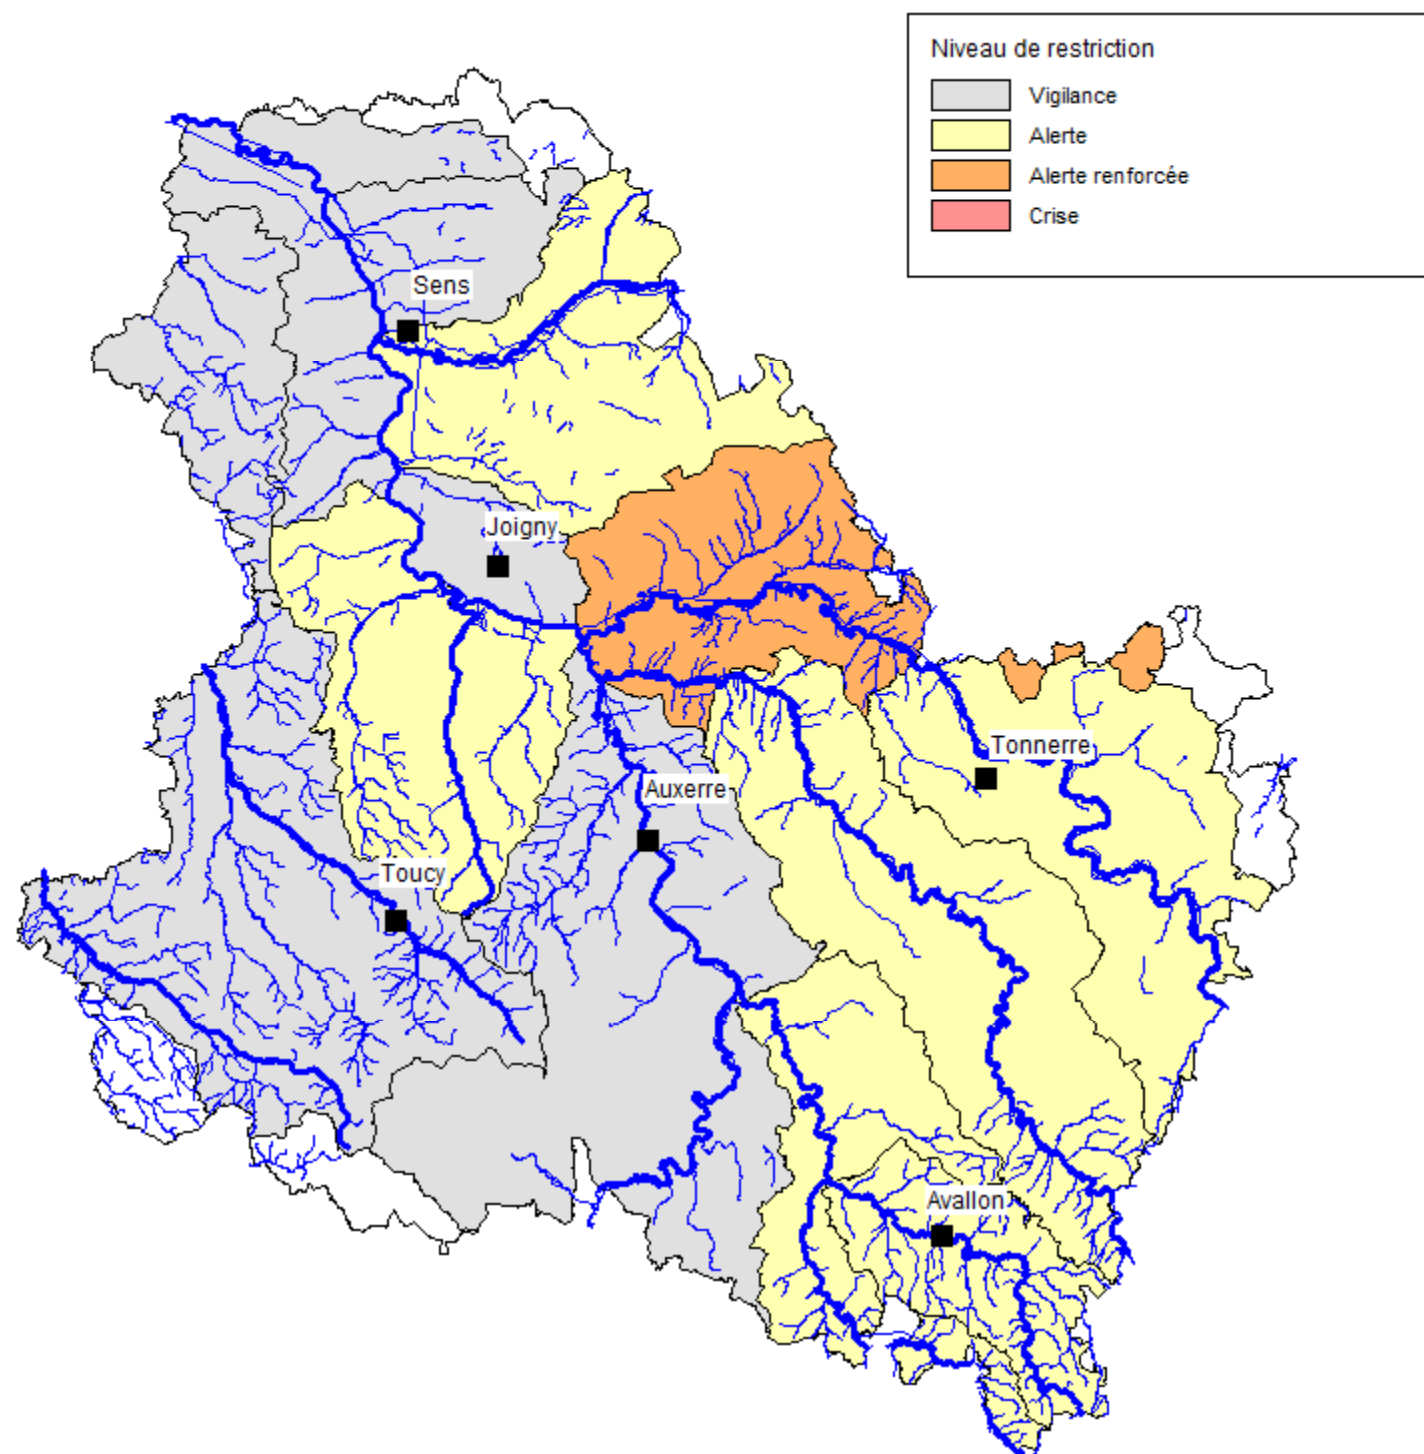 Niveau de restriction
Vigilance
Alerte
Alerte renforcée
Crise
Sens
Joigny
Tonnerre
Auxerre
Toucy
Avallon